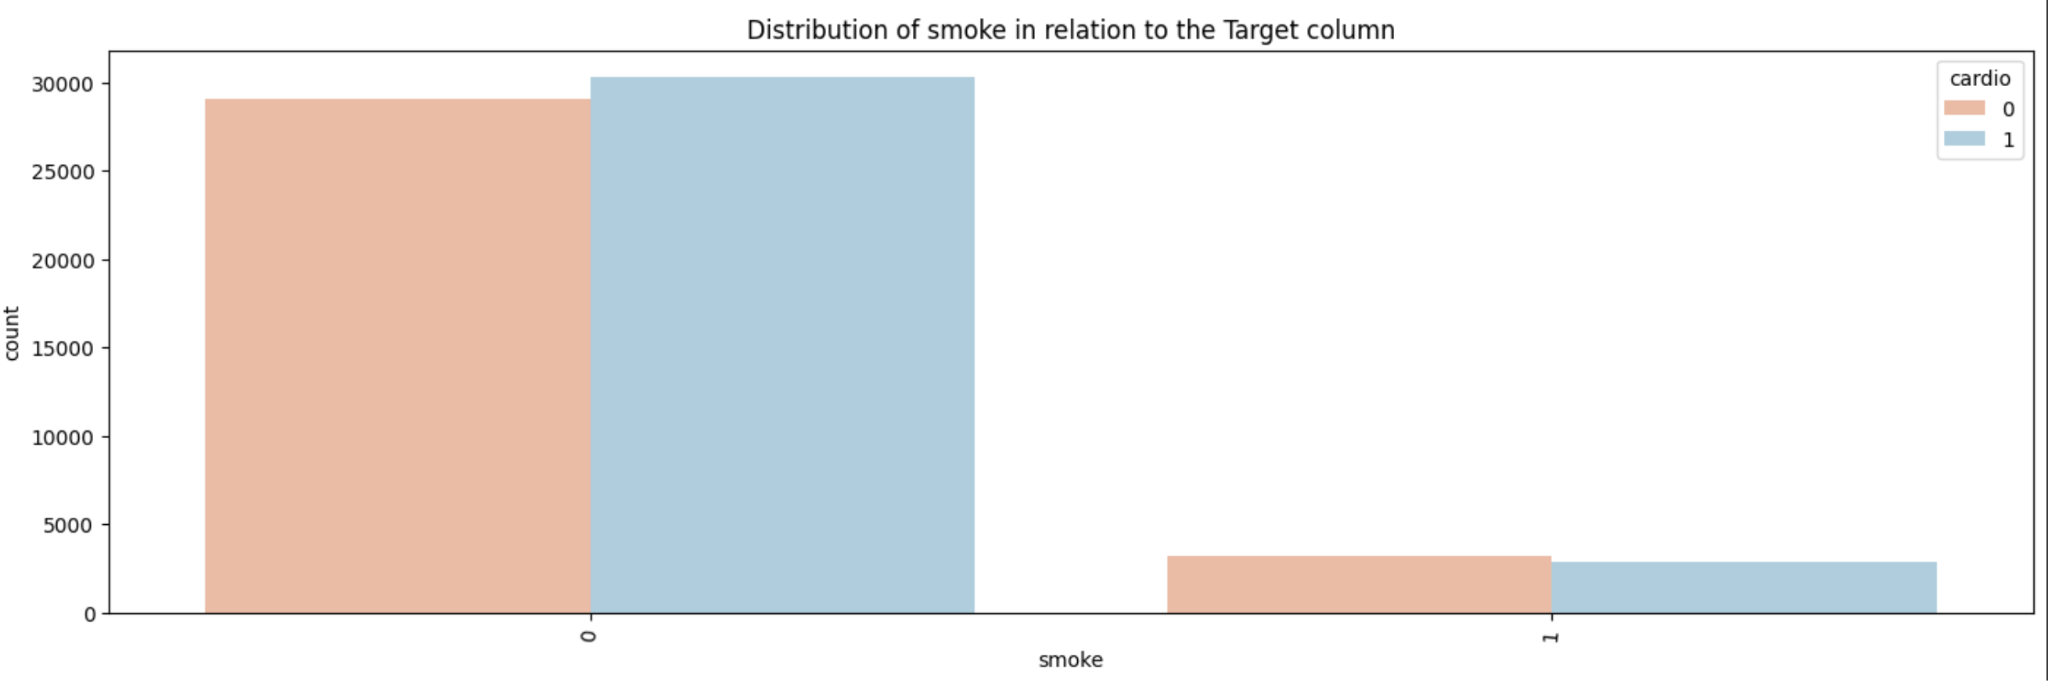 Distribution of smoke in relation to the Target column
cardio
0
1
30000
25000
20000
15000
10000
5000
0
count
0
1
smoke